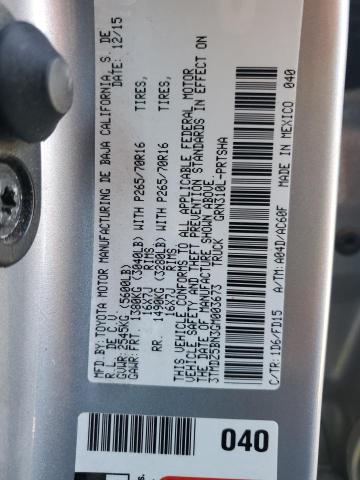 MFD.BY:TOYOTA MOTOR MANUFACTURING DE BAJA CALIFORNIA, S. DE
R.L. DE C.V. DATE: 12/15
GVWR: 2545KG (5600LB)
GAWR: FRT. 1380KG (3040LB) WITH P265/70R16 TIRES,
16X7J RIMS,
RR. 1490KG (3280LB) WITH P265/70R16 TIRES,
16X7J RIMS,
THIS VEHICLE CONFORMS TO ALL APPLICABLE FEDERAL MOTOR
VEHICLE SAFETY AND THEFT PREVENTION STANDARDS IN EFFECT ON
THE DATE OF MANUFACTURE SHOWN ABOVE.
3TMDZ5BN3GM003673 TRUCK GRN310L-PRTSHA
C/TR: 1D6/FD15 A/TM: A04D/AC60F MADE IN MEXICO 040
040